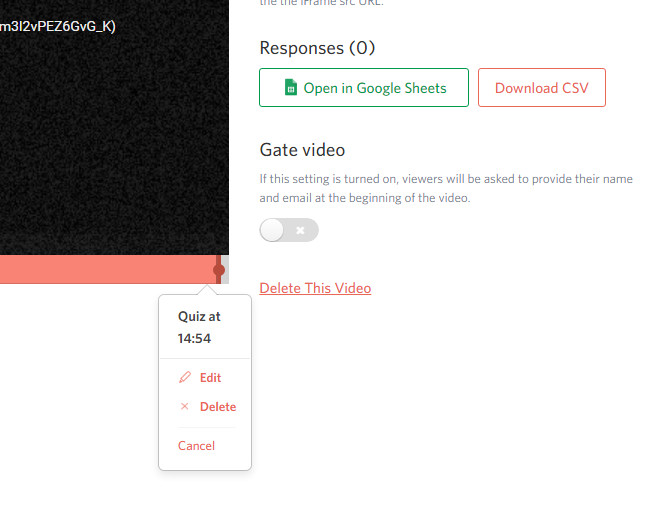 the the iFrame src URL.
m3I2vPEZ6GvG_K)
Responses (0)
Open in Google Sheets
Download CSV
Gate video
If this setting is turned on, viewers will be asked to provide their name
and email at the beginning of the video.
Delete This Video
Quiz at
14:54
Edit
Delete
Cancel